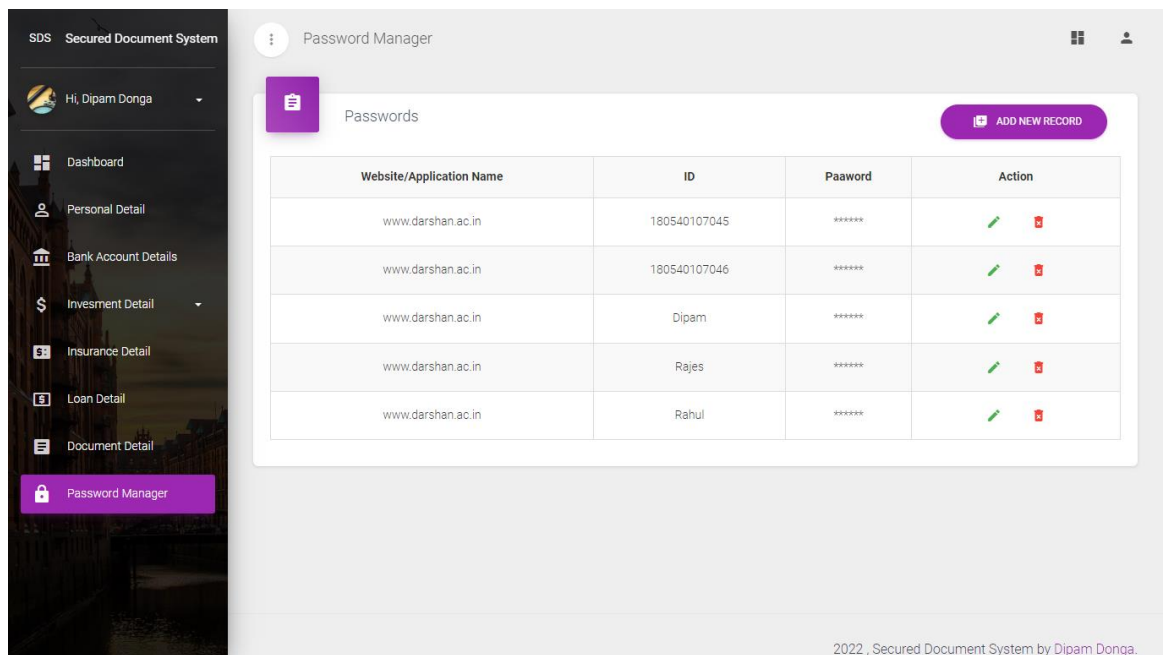 SDS Secured Document System
Hi, Dipam Donga
Dashboard
Personal Detail
Bank Account Details
Invesment Detail
Insurance Detail
Loan Detail
Document Detail
Password Manager
Password Manager
Passwords
ADD NEW RECORD
Website/Application Name ID Paaword Action
www.darshan.ac.in 180540107045 ******
www.darshan.ac.in 180540107046 ******
www.darshan.ac.in Dipam ******
www.darshan.ac.in Rajes ******
www.darshan.ac.in Rahul ******
2022 , Secured Document System by Dipam Donga.